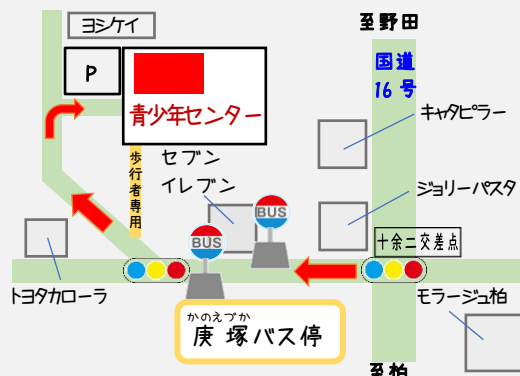 ヨシケイ
至野田
P
国道
16号
青少年センター
キャタピラー
歩行者専用
セブン
イレブン
BUS
BUS
ジョリーパスタ
十余二交差点
トヨタカローラ
モラージュ柏
かのえづか
庚塚バス停
至柏